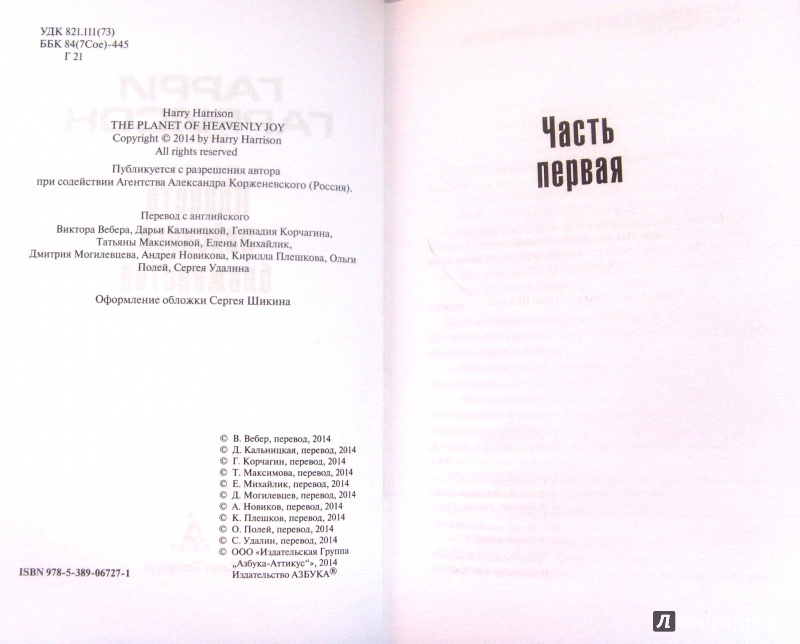 УДК 821.111(73)
ББК 84(7Сое)-445
Г 21
Harry Harrison
THE PLANET OF HEAVENLY JOY
Copyright © 2014 by Harry Harrison
All rights reserved
Публикуется с разрешения автора
при содействии Агентства Александра Корженевского (Россия).
Перевод с английского
Виктора Вебера, Дарьи Кальницкой, Геннадия Корчагина,
Татьяны Максимовой, Елены Михайлик,
Дмитрия Могилевцева, Андрея Новикова, Кирилла Плешкова, Ольги
Полей, Сергея Удалина
Оформление обложки Сергея Шикина
© В. Вебер, перевод, 2014
© Д. Кальницкая, перевод, 2014
© Г. Корчагин, перевод, 2014
© Т. Максимова, перевод, 2014
© Е. Михайлик, перевод, 2014
© Д. Могилевцев, перевод, 2014
© А. Новиков, перевод, 2014
© К. Плешков, перевод, 2014
© О. Полей, перевод, 2014
© С. Удалин, перевод, 2014
© ООО «Издательская Группа
„Азбука-Аттикус“», 2014
Издательство АЗБУКА®
ISBN 978-5-389-06727-1
Часть
первая
Лабиринт.ру